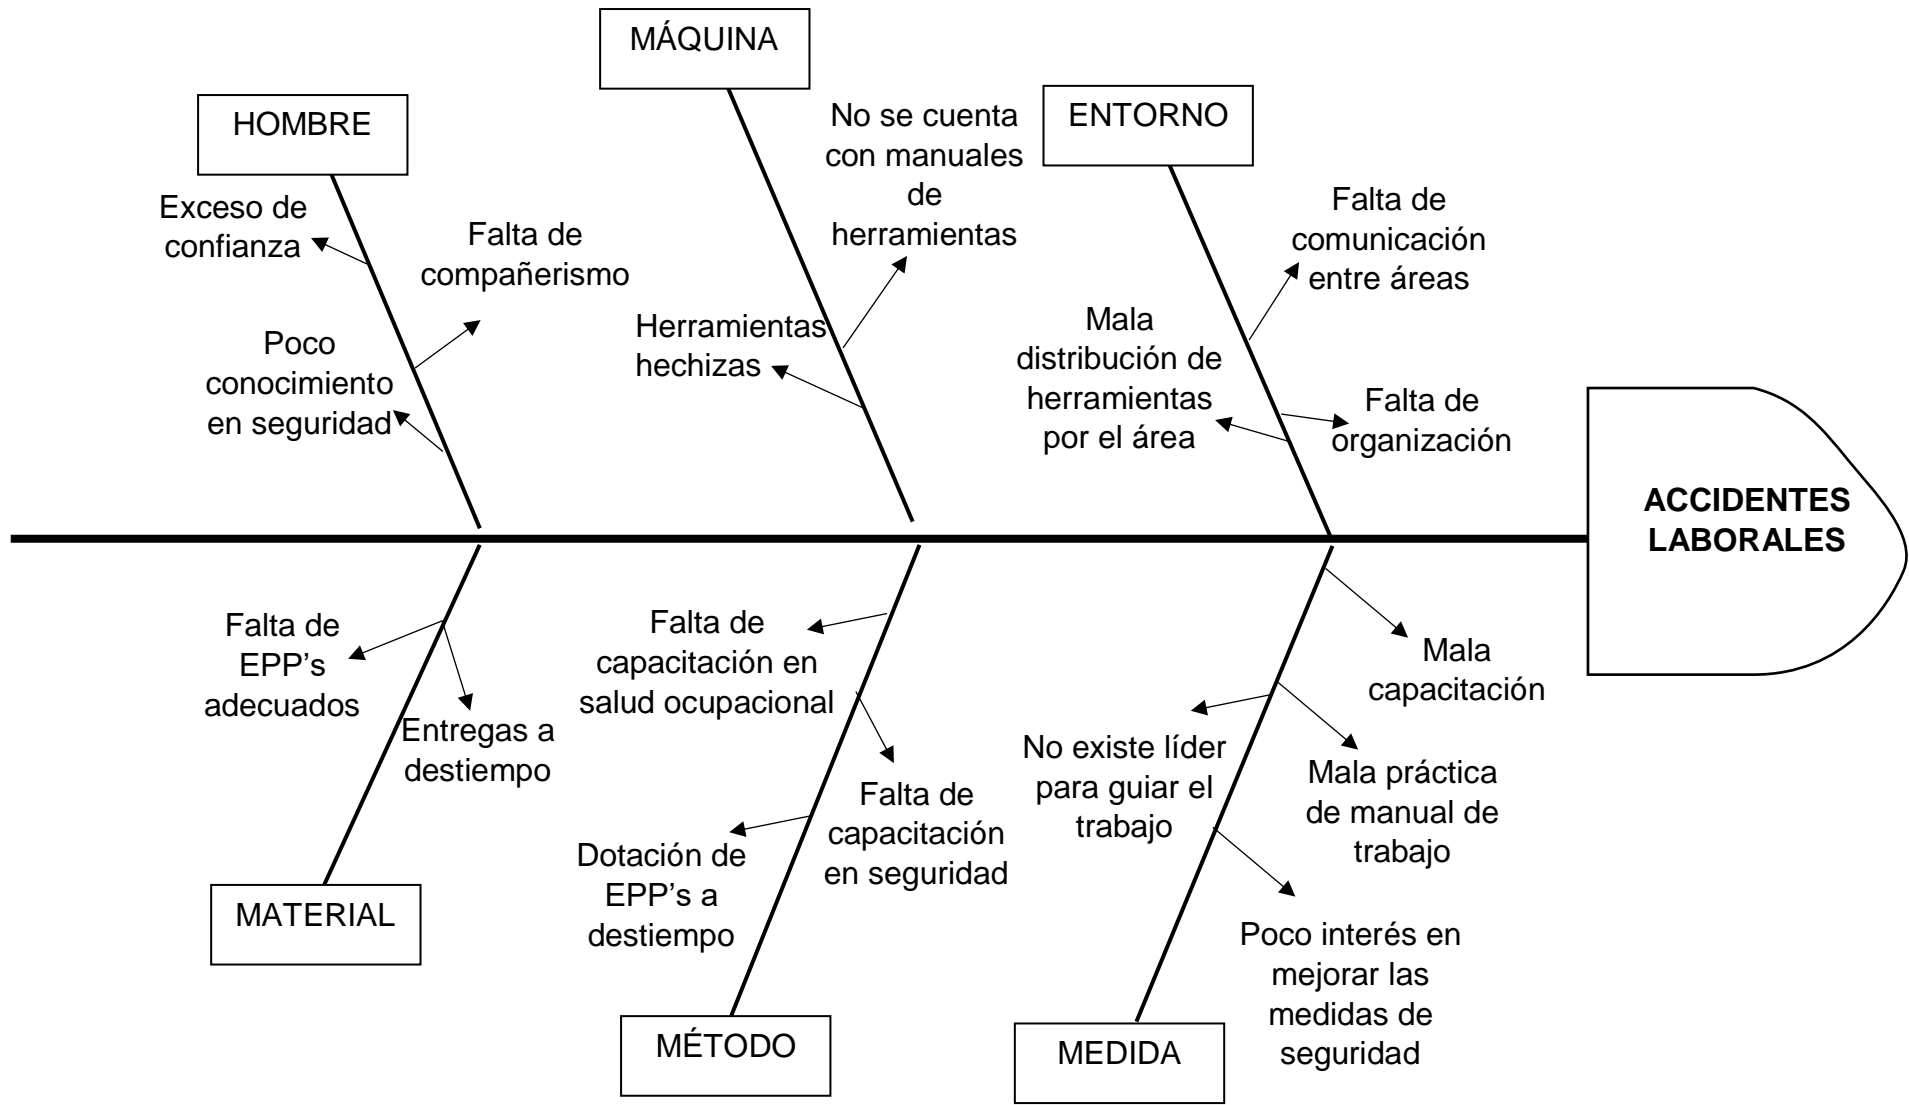 MÁQUINA
HOMBRE
ENTORNO
Exceso de
confianza
Falta de
compañerismo
Poco
conocimiento
en seguridad
No se cuenta
con manuales
de
herramientas
Herramientas
hechizas
Falta de
comunicación
entre áreas
Mala
distribución de
herramientas
por el área
Falta de
organización
ACCIDENTES
LABORALES
Falta de
EPP’s
adecuados
Entregas a
destiempo
MATERIAL
Falta de
capacitación en
salud ocupacional
Falta de
capacitación
en seguridad
Dotación de
EPP’s a
destiempo
MÉTODO
Mala
capacitación
No existe líder
para guiar el
trabajo
Mala práctica
de manual de
trabajo
Poco interés en
mejorar las
medidas de
seguridad
MEDIDA